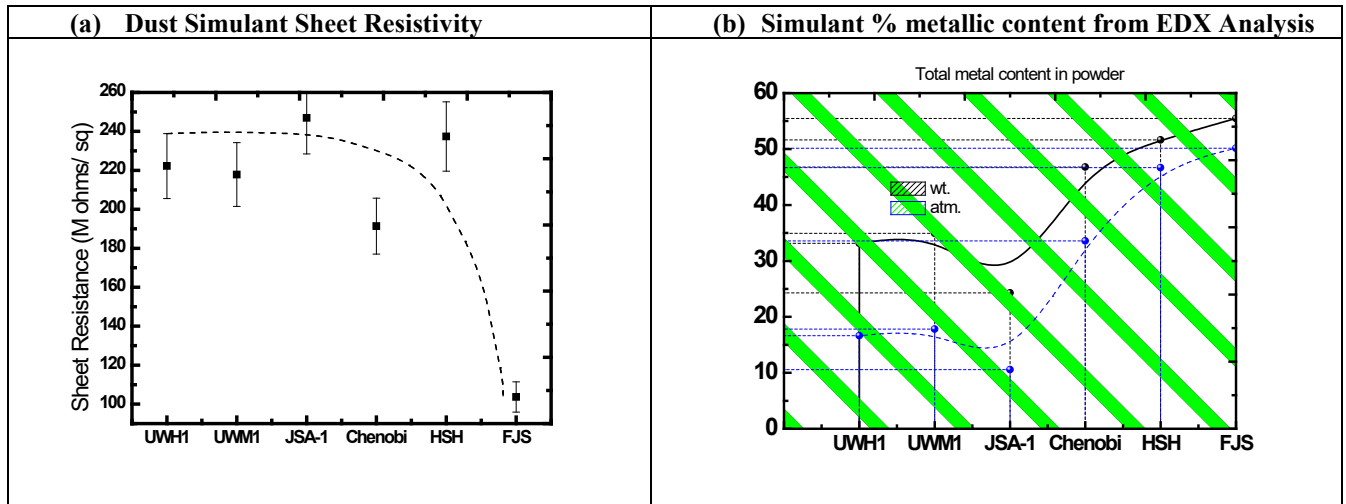 (a) Dust Simulant Sheet Resistivity
(b) Simulant % metallic content from EDX Analysis
Sheet Resistance (M ohms/ sq)
260
240
220
200
180
160
140
120
100
UWH1 UWM1 JSA-1 Chenobi HSH FJS
Total metal content in powder
60
50
40
30
20
10
0
wt.
atm.
UWH1 UWM1 JSA-1 Chenobi HSH FJS